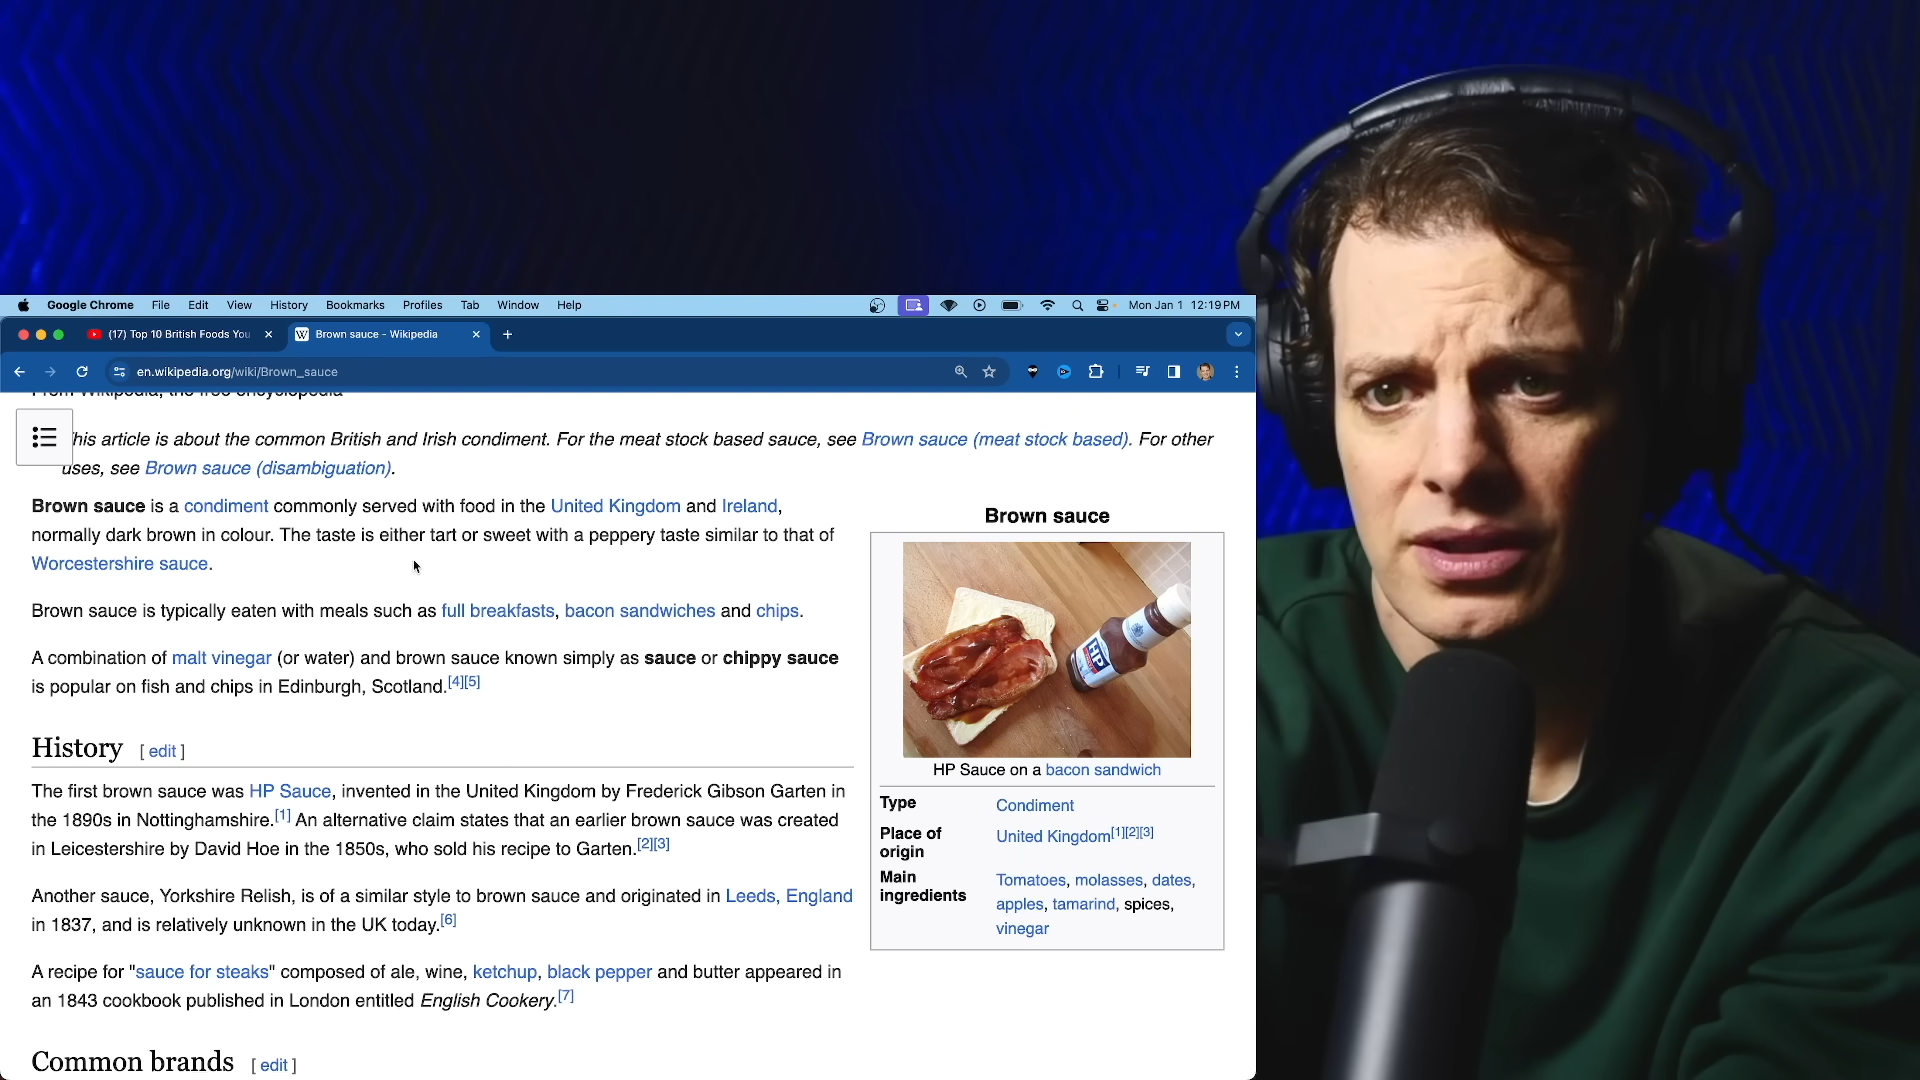 Google Chrome File Edit View History Bookmarks Profiles Tab Window Help Mon Jan 1 12:19 PM
(17) Top 10 British Foods You
Brown sauce - Wikipedia
en.wikipedia.org/wiki/Brown_sauce
From Wikipedia, the free encyclopedia
his article is about the common British and Irish condiment. For the meat stock based sauce, see Brown sauce (meat stock based). For other
uses, see Brown sauce (disambiguation).
Brown sauce is a condiment commonly served with food in the United Kingdom and Ireland,
normally dark brown in colour. The taste is either tart or sweet with a peppery taste similar to that of
Worcestershire sauce.
Brown sauce is typically eaten with meals such as full breakfasts, bacon sandwiches and chips.
A combination of malt vinegar (or water) and brown sauce known simply as sauce or chippy sauce
is popular on fish and chips in Edinburgh, Scotland.[4][5]
History [ edit ]
The first brown sauce was HP Sauce, invented in the United Kingdom by Frederick Gibson Garten in
the 1890s in Nottinghamshire.[1] An alternative claim states that an earlier brown sauce was created
in Leicestershire by David Hoe in the 1850s, who sold his recipe to Garten.[2][3]
Another sauce, Yorkshire Relish, is of a similar style to brown sauce and originated in Leeds, England
in 1837, and is relatively unknown in the UK today.[6]
A recipe for "sauce for steaks" composed of ale, wine, ketchup, black pepper and butter appeared in
an 1843 cookbook published in London entitled English Cookery.[7]
Common brands [ edit ]
Brown sauce
HP
HP Sauce on a bacon sandwich
Type Condiment
Place of origin United Kingdom[1][2][3]
Main ingredients Tomatoes, molasses, dates,
apples, tamarind, spices,
vinegar